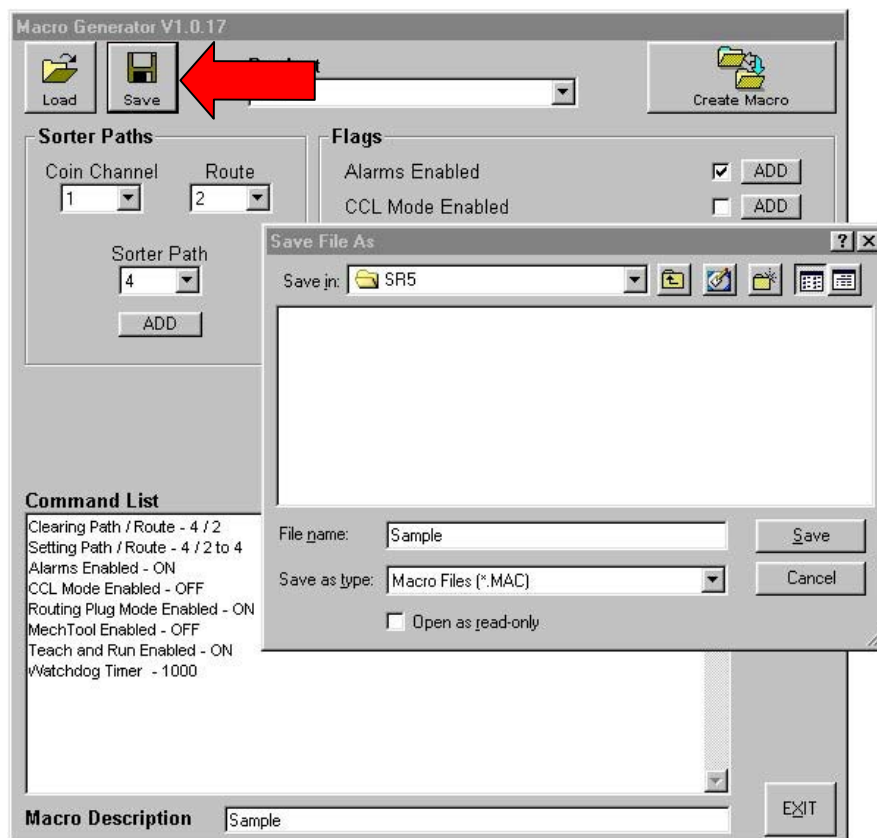 Macro Generator V1.0.17
Load
Save
Create Macro
Sorter Paths
Coin Channel
Route
1
2
Sorter Path
4
ADD
Flags
Alarms Enabled
ADD
CCL Mode Enabled
ADD
Save File As
Save in:
SR5
File name:
Sample
Save
Save as type:
Macro Files (*.MAC)
Cancel
Open as read-only
Command List
Clearing Path / Route - 4 / 2
Setting Path / Route - 4 / 2 to 4
Alarms Enabled - ON
CCL Mode Enabled - OFF
Routing Plug Mode Enabled - ON
MechTool Enabled - OFF
Teach and Run Enabled - ON
Watchdog Timer - 1000
Macro Description
Sample
EXIT